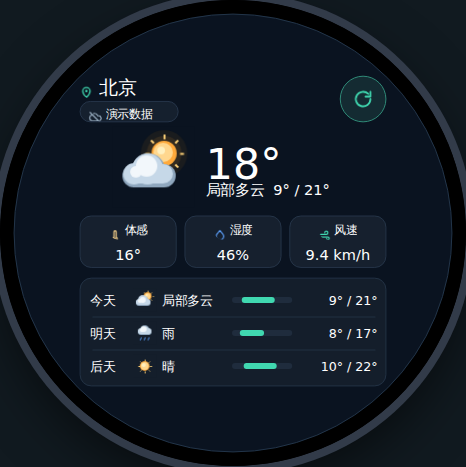 北京
演示数据
18°
局部多云 9° / 21°
体感 湿度 风速
16° 46% 9.4 km/h
今天 局部多云 9° / 21°
明天 雨 8° / 17°
后天 晴 10° / 22°